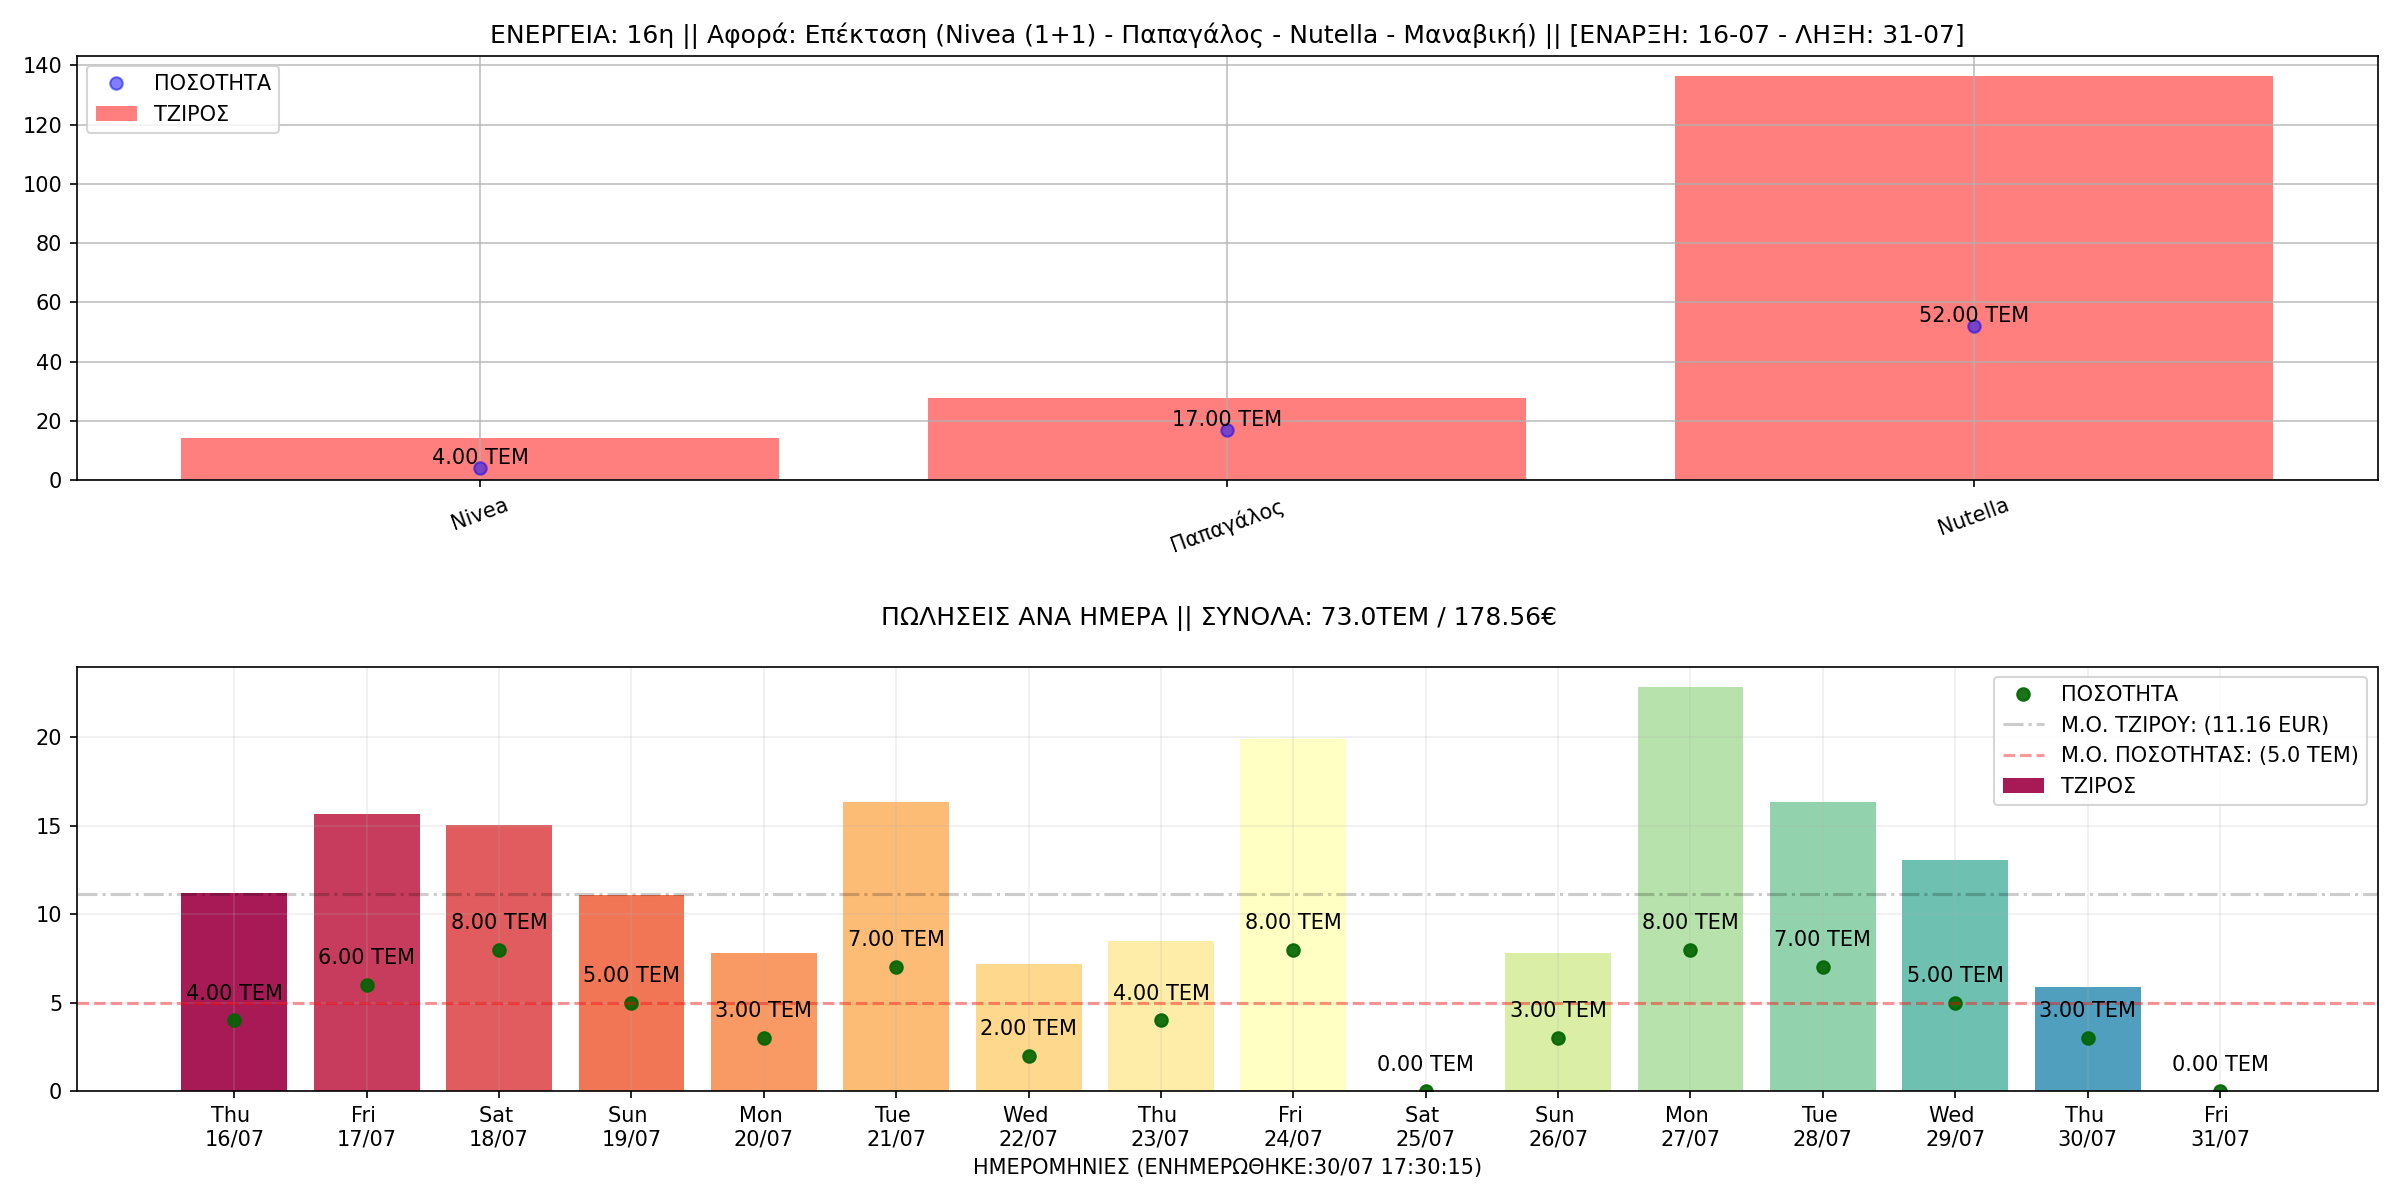 ΕΝΕΡΓΕΙΑ: 16η || Αφορά: Επέκταση (Nivea (1+1) - Παπαγάλος - Nutella - Μαναβική) || [ΕΝΑΡΞΗ: 16-07 - ΛΗΞΗ: 31-07]
140
120
100
80
60
40
20
0
ΠΟΣΟΤΗΤΑ
ΤΖΙΡΟΣ
4.00 TEM
17.00 TEM
52.00 TEM
Nivea
Παπαγάλος
Nutella
ΠΩΛΗΣΕΙΣ ΑΝΑ ΗΜΕΡΑ || ΣΥΝΟΛΑ: 73.0ΤΕΜ / 178.56€
20
15
10
5
0
ΠΟΣΟΤΗΤΑ
Μ.Ο. ΤΖΙΡΟΥ: (11.16 EUR)
Μ.Ο. ΠΟΣΟΤΗΤΑΣ: (5.0 TEM)
ΤΖΙΡΟΣ
4.00 TEM
6.00 TEM
8.00 TEM
5.00 TEM
3.00 TEM
7.00 TEM
2.00 TEM
4.00 TEM
8.00 TEM
0.00 TEM
3.00 TEM
8.00 TEM
7.00 TEM
5.00 TEM
3.00 TEM
0.00 TEM
Thu 16/07
Fri 17/07
Sat 18/07
Sun 19/07
Mon 20/07
Tue 21/07
Wed 22/07
Thu 23/07
Fri 24/07
Sat 25/07
Sun 26/07
Mon 27/07
Tue 28/07
Wed 29/07
Thu 30/07
Fri 31/07
ΗΜΕΡΟΜΗΝΙΕΣ (ΕΝΗΜΕΡΩΘΗΚΕ:30/07 17:30:15)